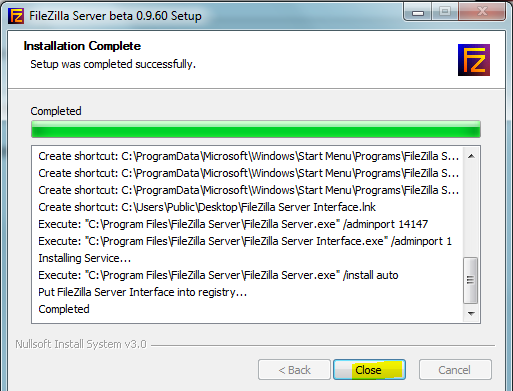 FileZilla Server beta 0.9.60 Setup
Installation Complete
Setup was completed successfully.
FZ
Completed
Create shortcut: C:\ProgramData\Microsoft\Windows\Start Menu\Programs\FileZilla S...
Create shortcut: C:\ProgramData\Microsoft\Windows\Start Menu\Programs\FileZilla S...
Create shortcut: C:\ProgramData\Microsoft\Windows\Start Menu\Programs\FileZilla S...
Create shortcut: C:\Users\Public\Desktop\FileZilla Server Interface.lnk
Execute: "C:\Program Files\FileZilla Server\FileZilla Server.exe" /adminport 14147
Execute: "C:\Program Files\FileZilla Server\FileZilla Server Interface.exe" /adminport 1
Installing Service...
Execute: "C:\Program Files\FileZilla Server\FileZilla Server.exe" /install auto
Put FileZilla Server Interface into registry...
Completed
Nullsoft Install System v3.0
< Back
Close
Cancel